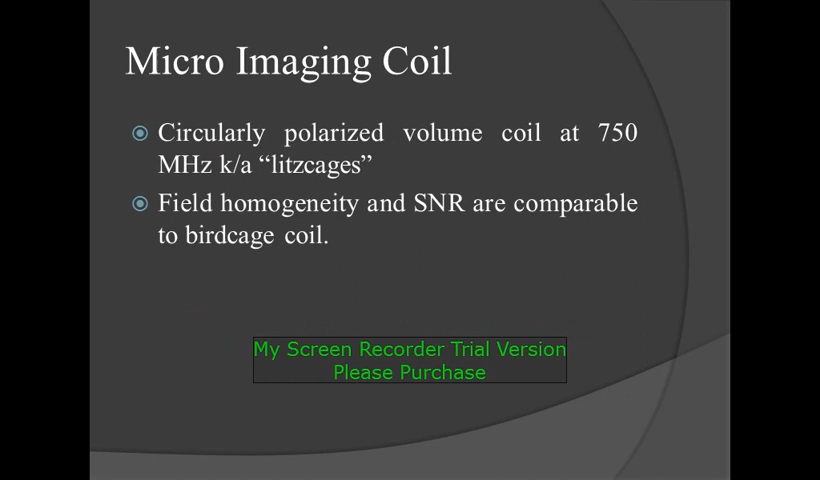 Micro Imaging Coil
Circularly polarized volume coil at 750
MHz k/a “litzcages”
Field homogeneity and SNR are comparable
to birdcage coil.
My Screen Recorder Trial Version
Please Purchase